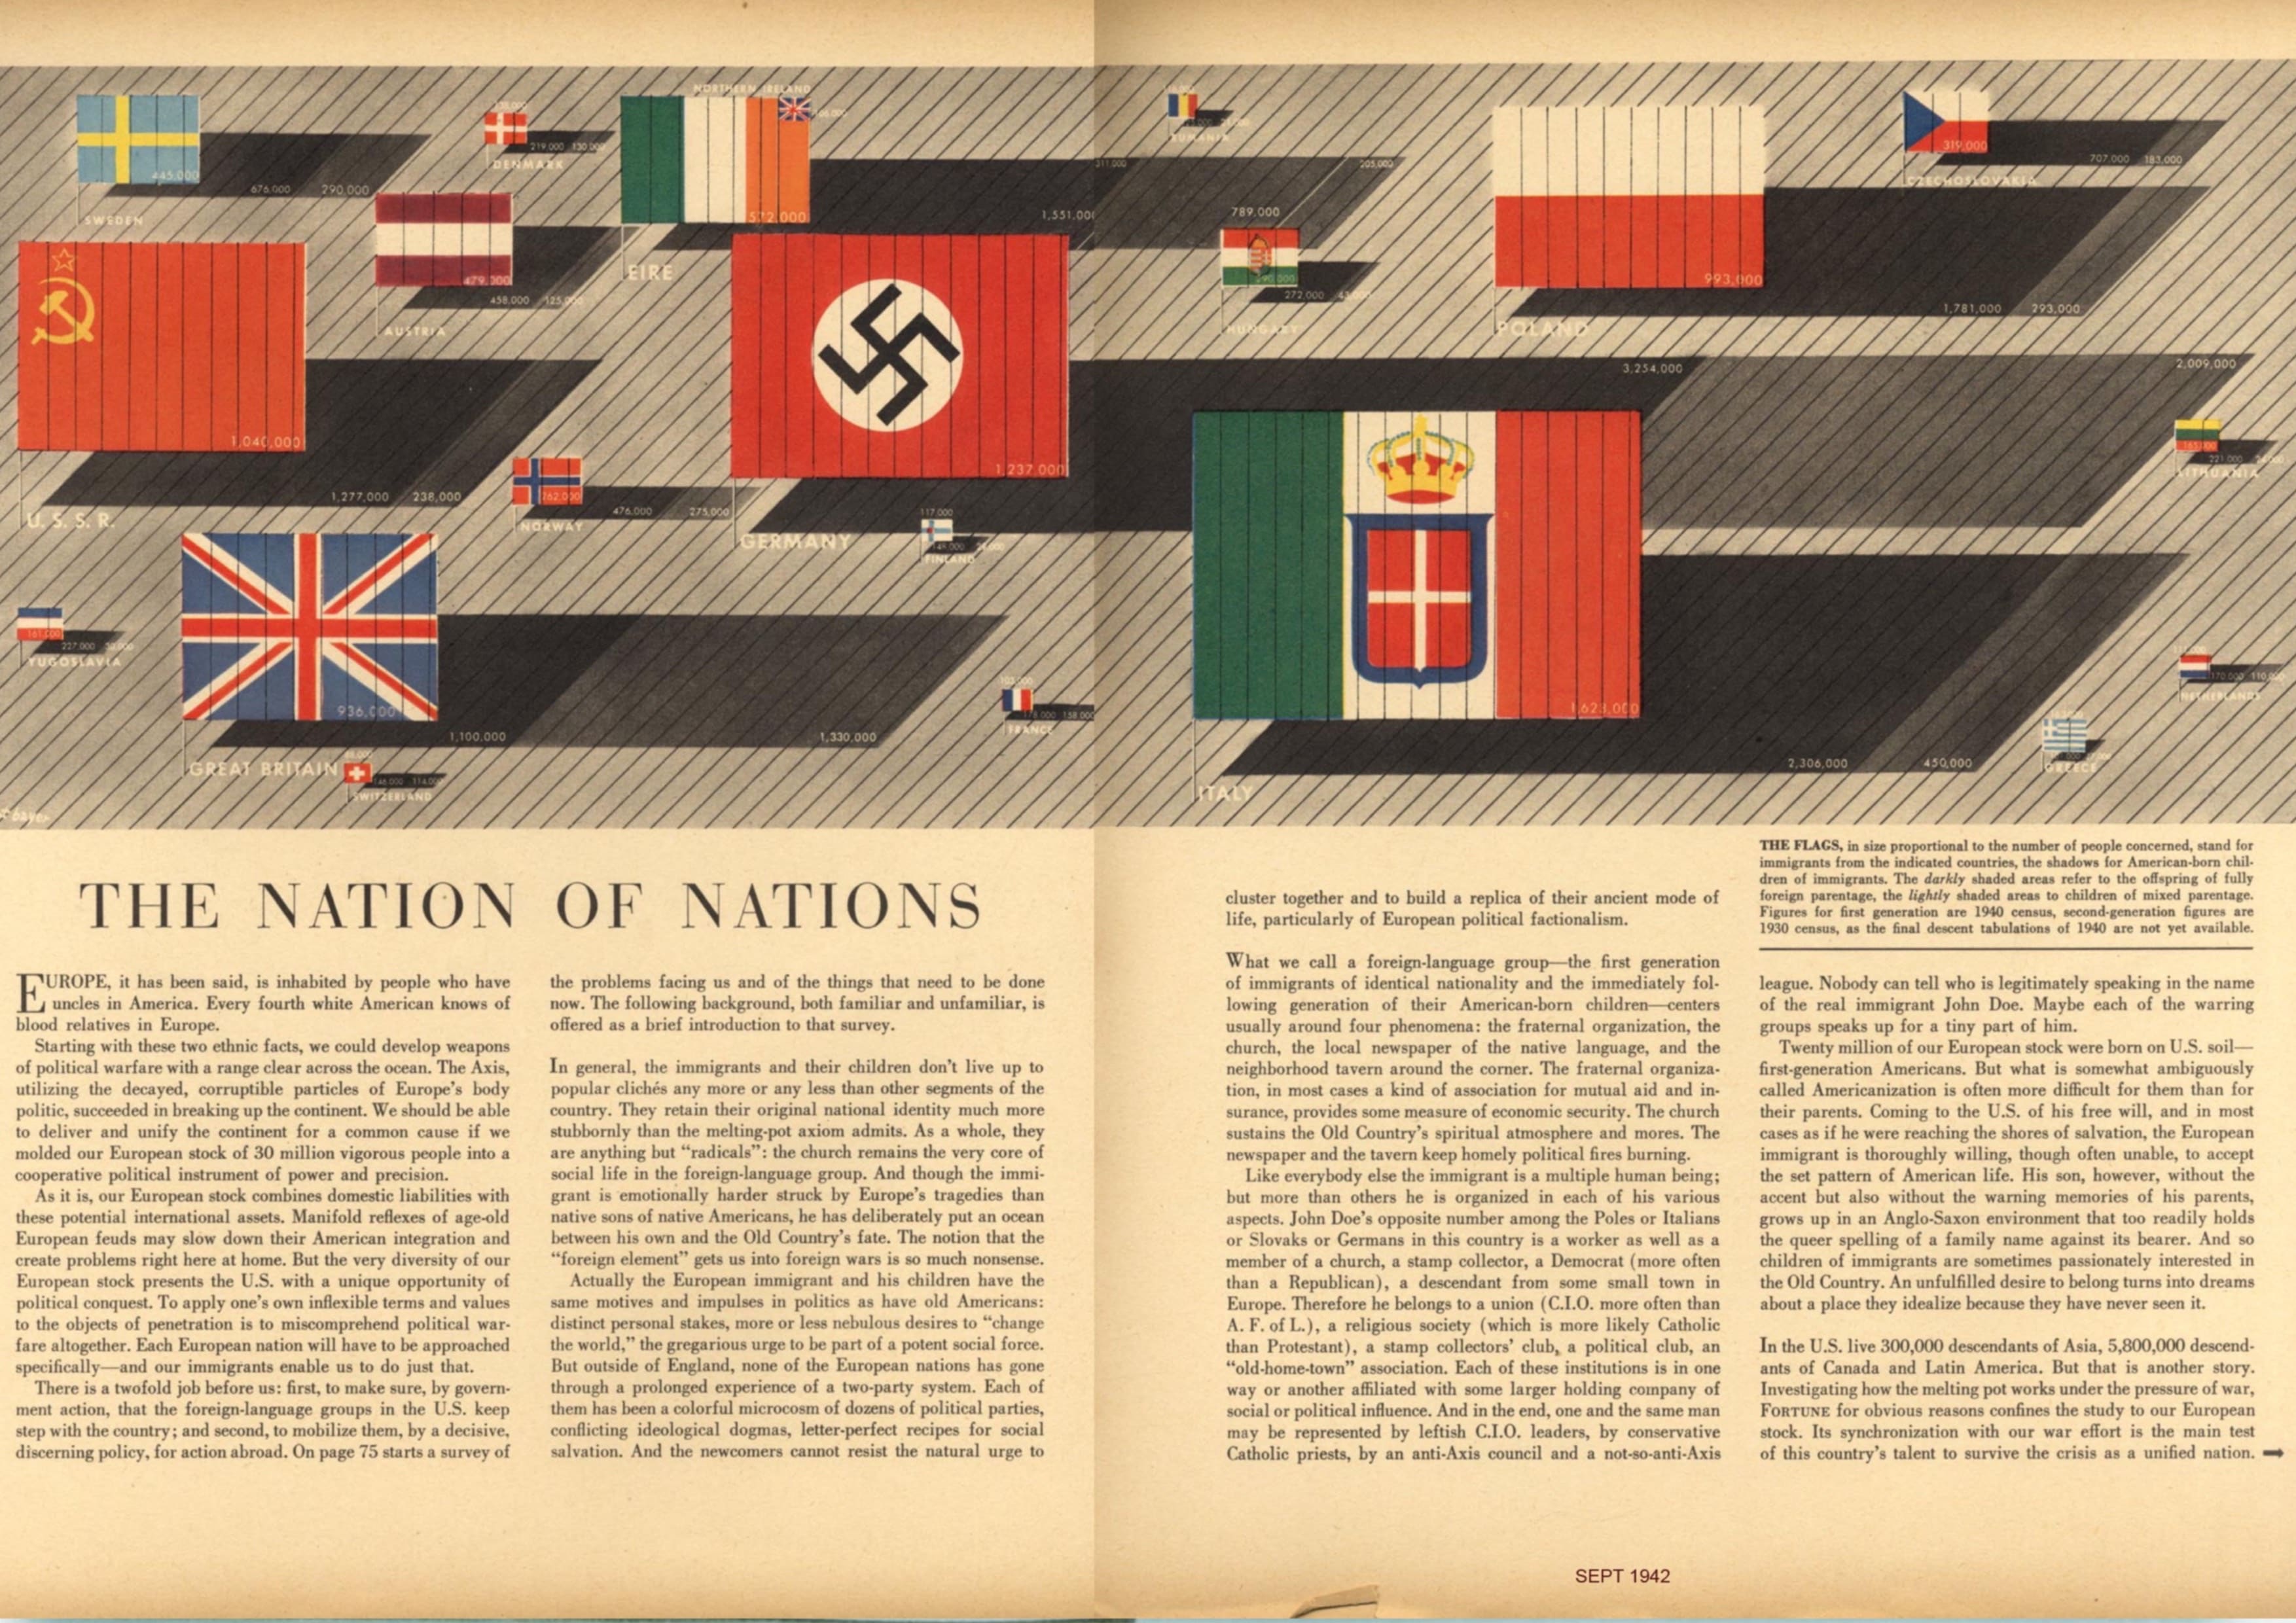 NORTHERN IRELAND
SWEDEN
445,000
676,000
290,000
DENMARK
219,000 130,000
EIRE
572,000
1,551,00
311,000
205,000
789,000
707,000
183,000
319,000
CZECHOSLOVAKIA
AUSTRIA
458,000
125,000
HUNGARY
272,000
POLAND
993,000
1,781,000
293,000
U. S. S. R.
1,040,000
1,277,000
238,000
NORWAY
262,000
476,000
275,000
GERMANY
1,237,000
3,254,000
2,009,000
117,000
FINLAND
LITHUANIA
YUGOSLAVIA
227,000
GREAT BRITAIN
936,000
1,100,000
1,330,000
SWITZERLAND
FRANCE
ITALY
1,623,000
2,306,000
450,000
NETHERLANDS
170,000 110,000
GREECE
THE NATION OF NATIONS
EUROPE, it has been said, is inhabited by people who have
uncles in America. Every fourth white American knows of
blood relatives in Europe.
Starting with these two ethnic facts, we could develop weapons
of political warfare with a range clear across the ocean. The Axis,
utilizing the decayed, corruptible particles of Europe's body
politic, succeeded in breaking up the continent. We should be able
to deliver and unify the continent for a common cause if we
molded our European stock of 30 million vigorous people into a
cooperative political instrument of power and precision.
As it is, our European stock combines domestic liabilities with
these potential international assets. Manifold reflexes of age-old
European feuds may slow down their American integration and
create problems right here at home. But the very diversity of our
European stock presents the U.S. with a unique opportunity of
political conquest. To apply one's own inflexible terms and values
to the objects of penetration is to miscomprehend political war-
fare altogether. Each European nation will have to be approached
specifically—and our immigrants enable us to do just that.
There is a twofold job before us: first, to make sure, by govern-
ment action, that the foreign-language groups in the U.S. keep
step with the country; and second, to mobilize them, by a decisive,
discerning policy, for action abroad. On page 75 starts a survey of
the problems facing us and of the things that need to be done
now. The following background, both familiar and unfamiliar, is
offered as a brief introduction to that survey.
In general, the immigrants and their children don't live up to
popular clichés any more or any less than other segments of the
country. They retain their original national identity much more
stubbornly than the melting-pot axiom admits. As a whole, they
are anything but "radicals": the church remains the very core of
social life in the foreign-language group. And though the immi-
grant is emotionally harder struck by Europe's tragedies than
native sons of native Americans, he has deliberately put an ocean
between his own and the Old Country's fate. The notion that the
"foreign element" gets us into foreign wars is so much nonsense.
Actually the European immigrant and his children have the
same motives and impulses in politics as have old Americans:
distinct personal stakes, more or less nebulous desires to "change
the world," the gregarious urge to be part of a potent social force.
But outside of England, none of the European nations has gone
through a prolonged experience of a two-party system. Each of
them has been a colorful microcosm of dozens of political parties,
conflicting ideological dogmas, letter-perfect recipes for social
salvation. And the newcomers cannot resist the natural urge to
cluster together and to build a replica of their ancient mode of
life, particularly of European political factionalism.
What we call a foreign-language group—the first generation
of immigrants of identical nationality and the immediately fol-
lowing generation of their American-born children—centers
usually around four phenomena: the fraternal organization, the
church, the local newspaper of the native language, and the
neighborhood tavern around the corner. The fraternal organiza-
tion, in most cases a kind of association for mutual aid and in-
surance, provides some measure of economic security. The church
sustains the Old Country's spiritual atmosphere and mores. The
newspaper and the tavern keep homely political fires burning.
Like everybody else the immigrant is a multiple human being;
but more than others he is organized in each of his various
aspects. John Doe's opposite number among the Poles or Italians
or Slovaks or Germans in this country is a worker as well as a
member of a church, a stamp collector, a Democrat (more often
than a Republican), a descendant from some small town in
Europe. Therefore he belongs to a union (C.I.O. more often than
A. F. of L.), a religious society (which is more likely Catholic
than Protestant), a stamp collectors' club, a political club, an
"old-home-town" association. Each of these institutions is in one
way or another affiliated with some larger holding company of
social or political influence. And in the end, one and the same man
may be represented by leftish C.I.O. leaders, by conservative
Catholic priests, by an anti-Axis council and a not-so-anti-Axis
THE FLAGS, in size proportional to the number of people concerned, stand for
immigrants from the indicated countries, the shadows for American-born chil-
dren of immigrants. The darkly shaded areas refer to the offspring of fully
foreign parentage, the lightly shaded areas to children of mixed parentage.
Figures for first generation are 1940 census, second-generation figures are
1930 census, as the final descent tabulations of 1940 are not yet available.
league. Nobody can tell who is legitimately speaking in the name
of the real immigrant John Doe. Maybe each of the warring
groups speaks up for a tiny part of him.
Twenty million of our European stock were born on U.S. soil—
first-generation Americans. But what is somewhat ambiguously
called Americanization is often more difficult for them than for
their parents. Coming to the U.S. of his free will, and in most
cases as if he were reaching the shores of salvation, the European
immigrant is thoroughly willing, though often unable, to accept
the set pattern of American life. His son, however, without the
accent but also without the warning memories of his parents,
grows up in an Anglo-Saxon environment that too readily holds
the queer spelling of a family name against its bearer. And so
children of immigrants are sometimes passionately interested in
the Old Country. An unfulfilled desire to belong turns into dreams
about a place they idealize because they have never seen it.
In the U.S. live 300,000 descendants of Asia, 5,800,000 descend-
ants of Canada and Latin America. But that is another story.
Investigating how the melting pot works under the pressure of war,
FORTUNE for obvious reasons confines the study to our European
stock. Its synchronization with our war effort is the main test
of this country's talent to survive the crisis as a unified nation.
SEPT 1942